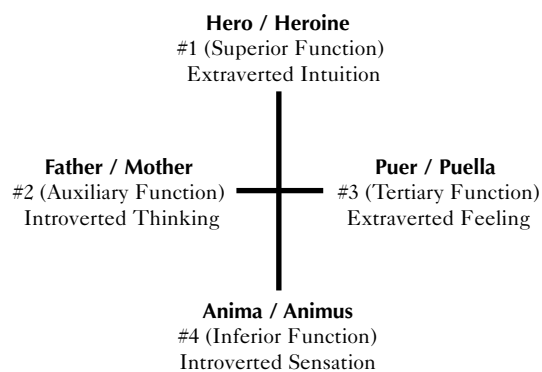 Hero / Heroine
#1 (Superior Function)
Extraverted Intuition
Father / Mother
#2 (Auxiliary Function)
Introverted Thinking
Puer / Puella
#3 (Tertiary Function)
Extraverted Feeling
Anima / Animus
#4 (Inferior Function)
Introverted Sensation